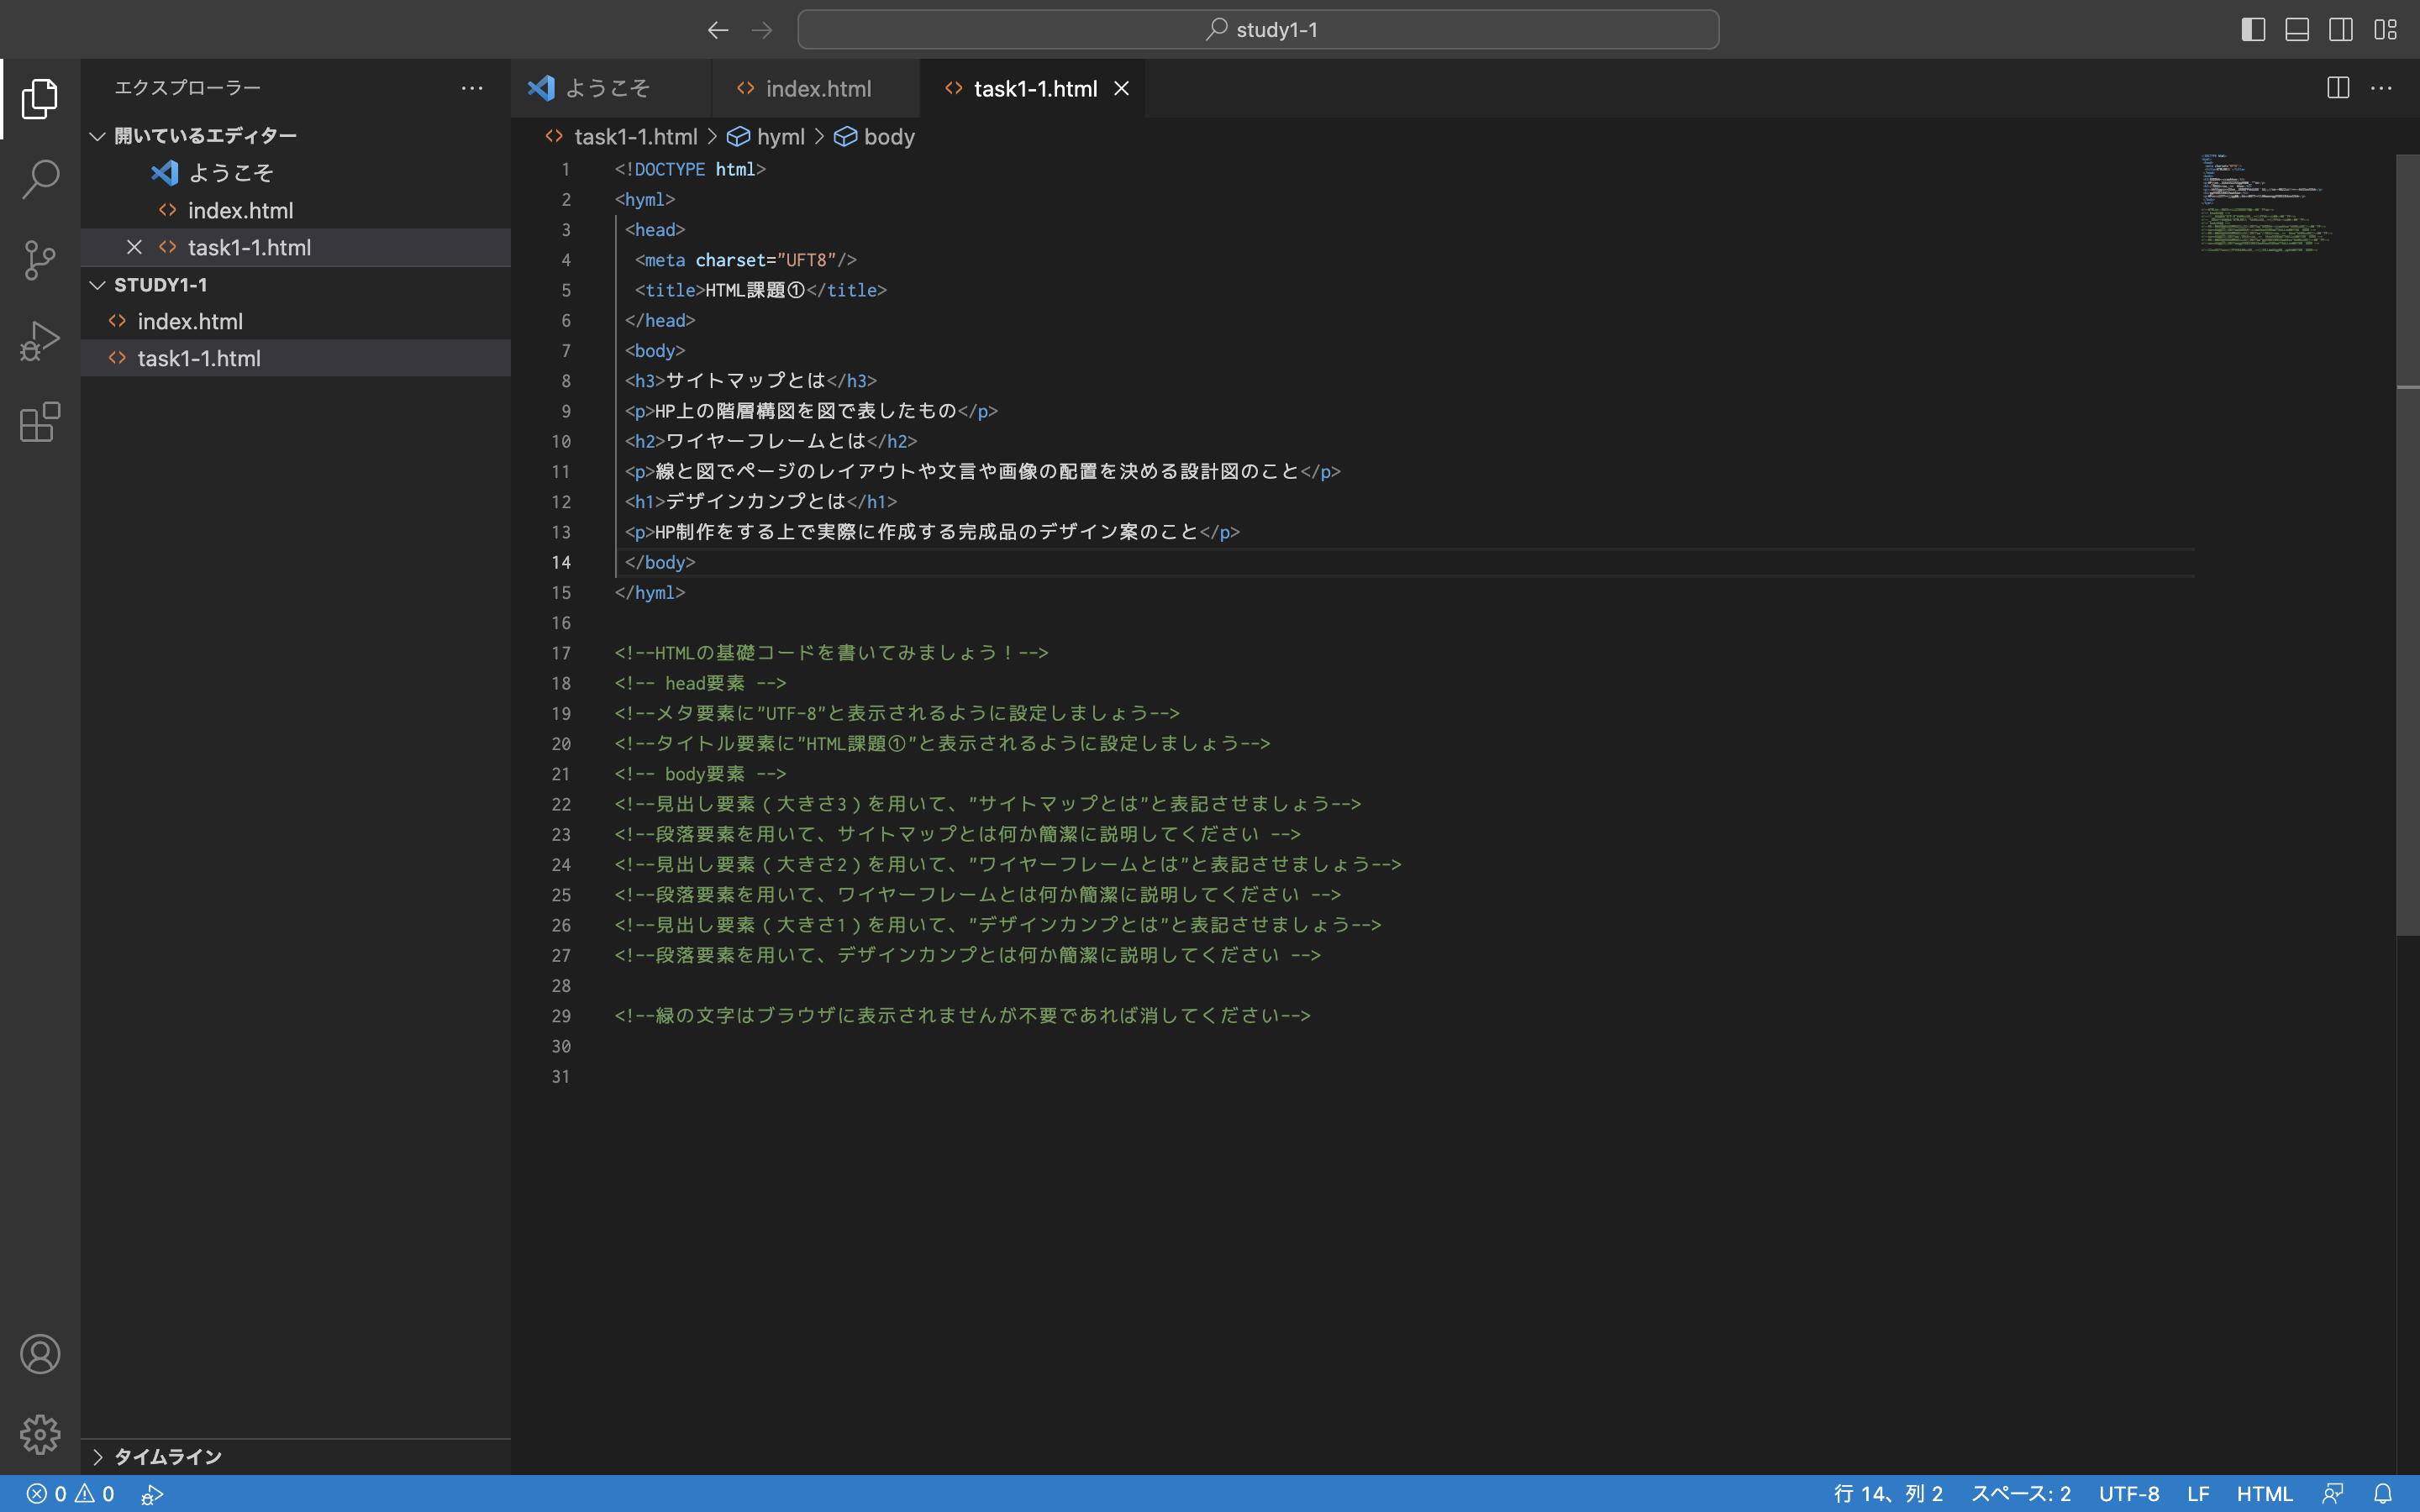 study1-1
エクスプローラー
開いているエディター
ようこそ
index.html
task1-1.html
STUDY1-1
index.html
task1-1.html
タイムライン
ようこそ
index.html
task1-1.html
task1-1.html > hyml > body
1 <!DOCTYPE html>
2 <hyml>
3 <head>
4 <meta charset="UFT8"/>
5 <title>HTML課題①</title>
6 </head>
7 <body>
8 <h3>サイトマップとは</h3>
9 <p>HP上の階層構図を図で表したもの</p>
10 <h2>ワイヤーフレームとは</h2>
11 <p>線と図でページのレイアウトや文言や画像の配置を決める設計図のこと</p>
12 <h1>デザインカンプとは</h1>
13 <p>HP制作をする上で実際に作成する完成品のデザイン案のこと</p>
14 </body>
15 </hyml>
16
17 <!--HTMLの基礎コードを書いてみましょう！-->
18 <!-- head要素 -->
19 <!--メタ要素に"UTF-8"と表示されるように設定しましょう-->
20 <!--タイトル要素に"HTML課題①"と表示されるように設定しましょう-->
21 <!-- body要素 -->
22 <!--見出し要素（大きさ3）を用いて、"サイトマップとは"と表記させましょう-->
23 <!--段落要素を用いて、サイトマップとは何か簡潔に説明してください -->
24 <!--見出し要素（大きさ2）を用いて、"ワイヤーフレームとは"と表記させましょう-->
25 <!--段落要素を用いて、ワイヤーフレームとは何か簡潔に説明してください -->
26 <!--見出し要素（大きさ1）を用いて、"デザインカンプとは"と表記させましょう-->
27 <!--段落要素を用いて、デザインカンプとは何か簡潔に説明してください -->
28
29 <!--緑の文字はブラウザに表示されませんが不要であれば消してください-->
30
31
0 0 行 14、列 2 スペース: 2 UTF-8 LF HTML